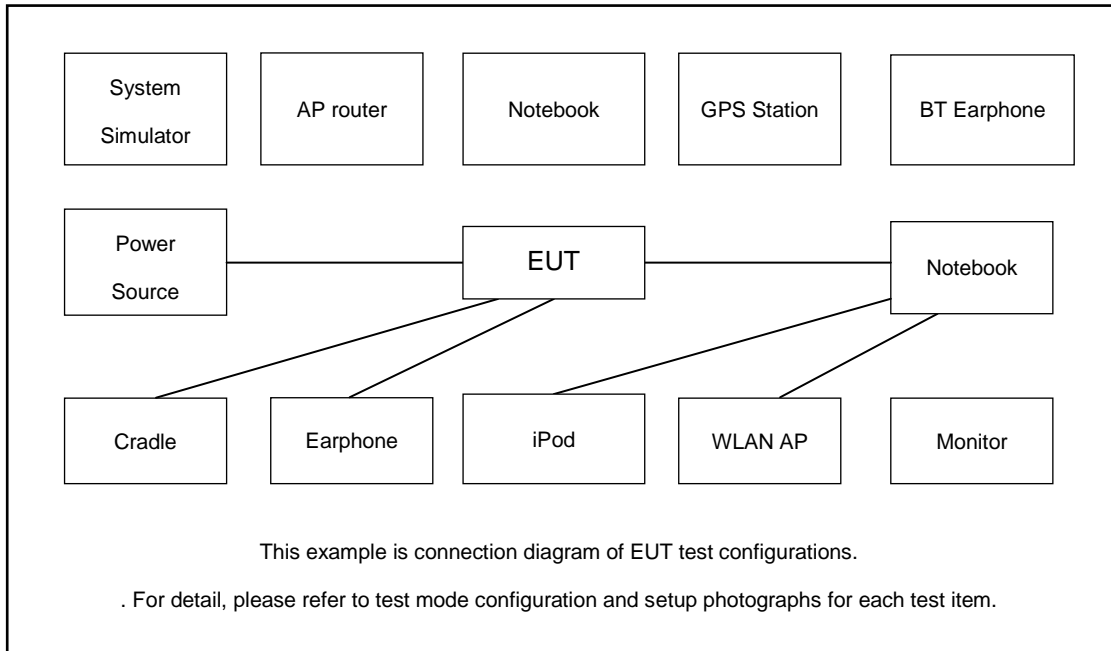 System
Simulator
AP router
Notebook
GPS Station
BT Earphone
Power
Source
EUT
Notebook
Cradle
Earphone
iPod
WLAN AP
Monitor
This example is connection diagram of EUT test configurations.
. For detail, please refer to test mode configuration and setup photographs for each test item.